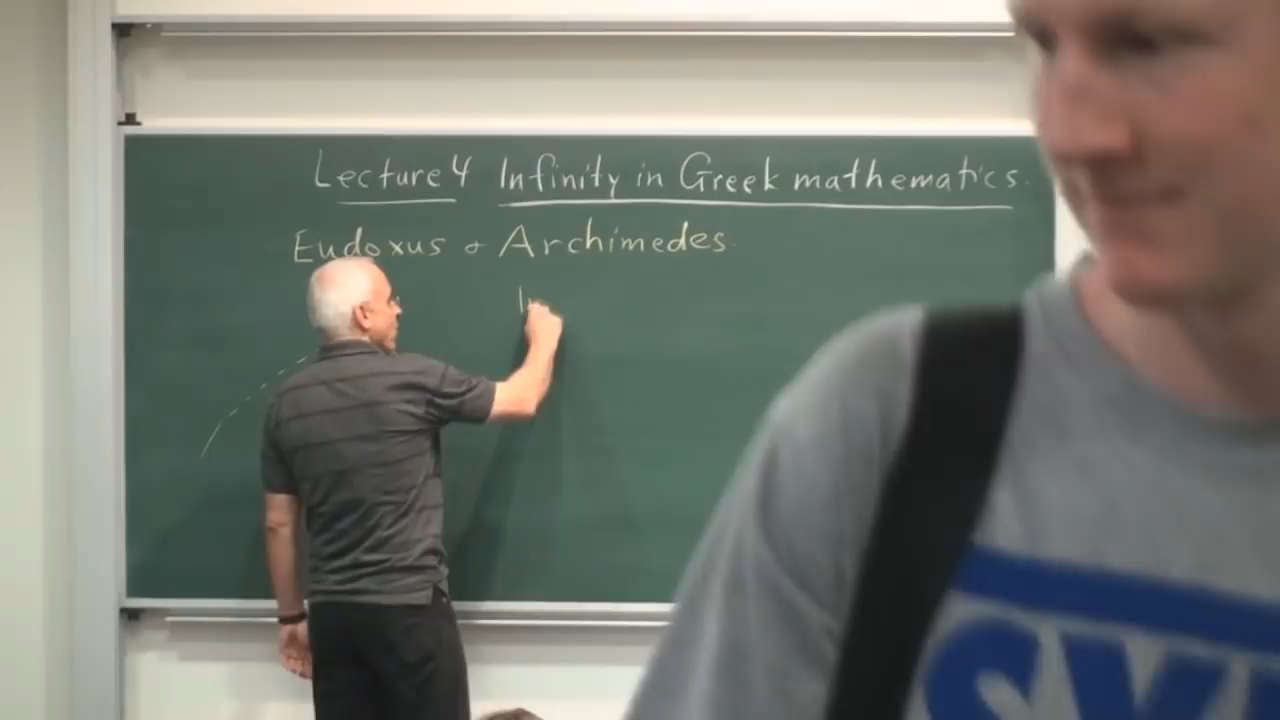 Lecture 4 Infinity in Greek mathematics.
Eudoxus & Archimedes.